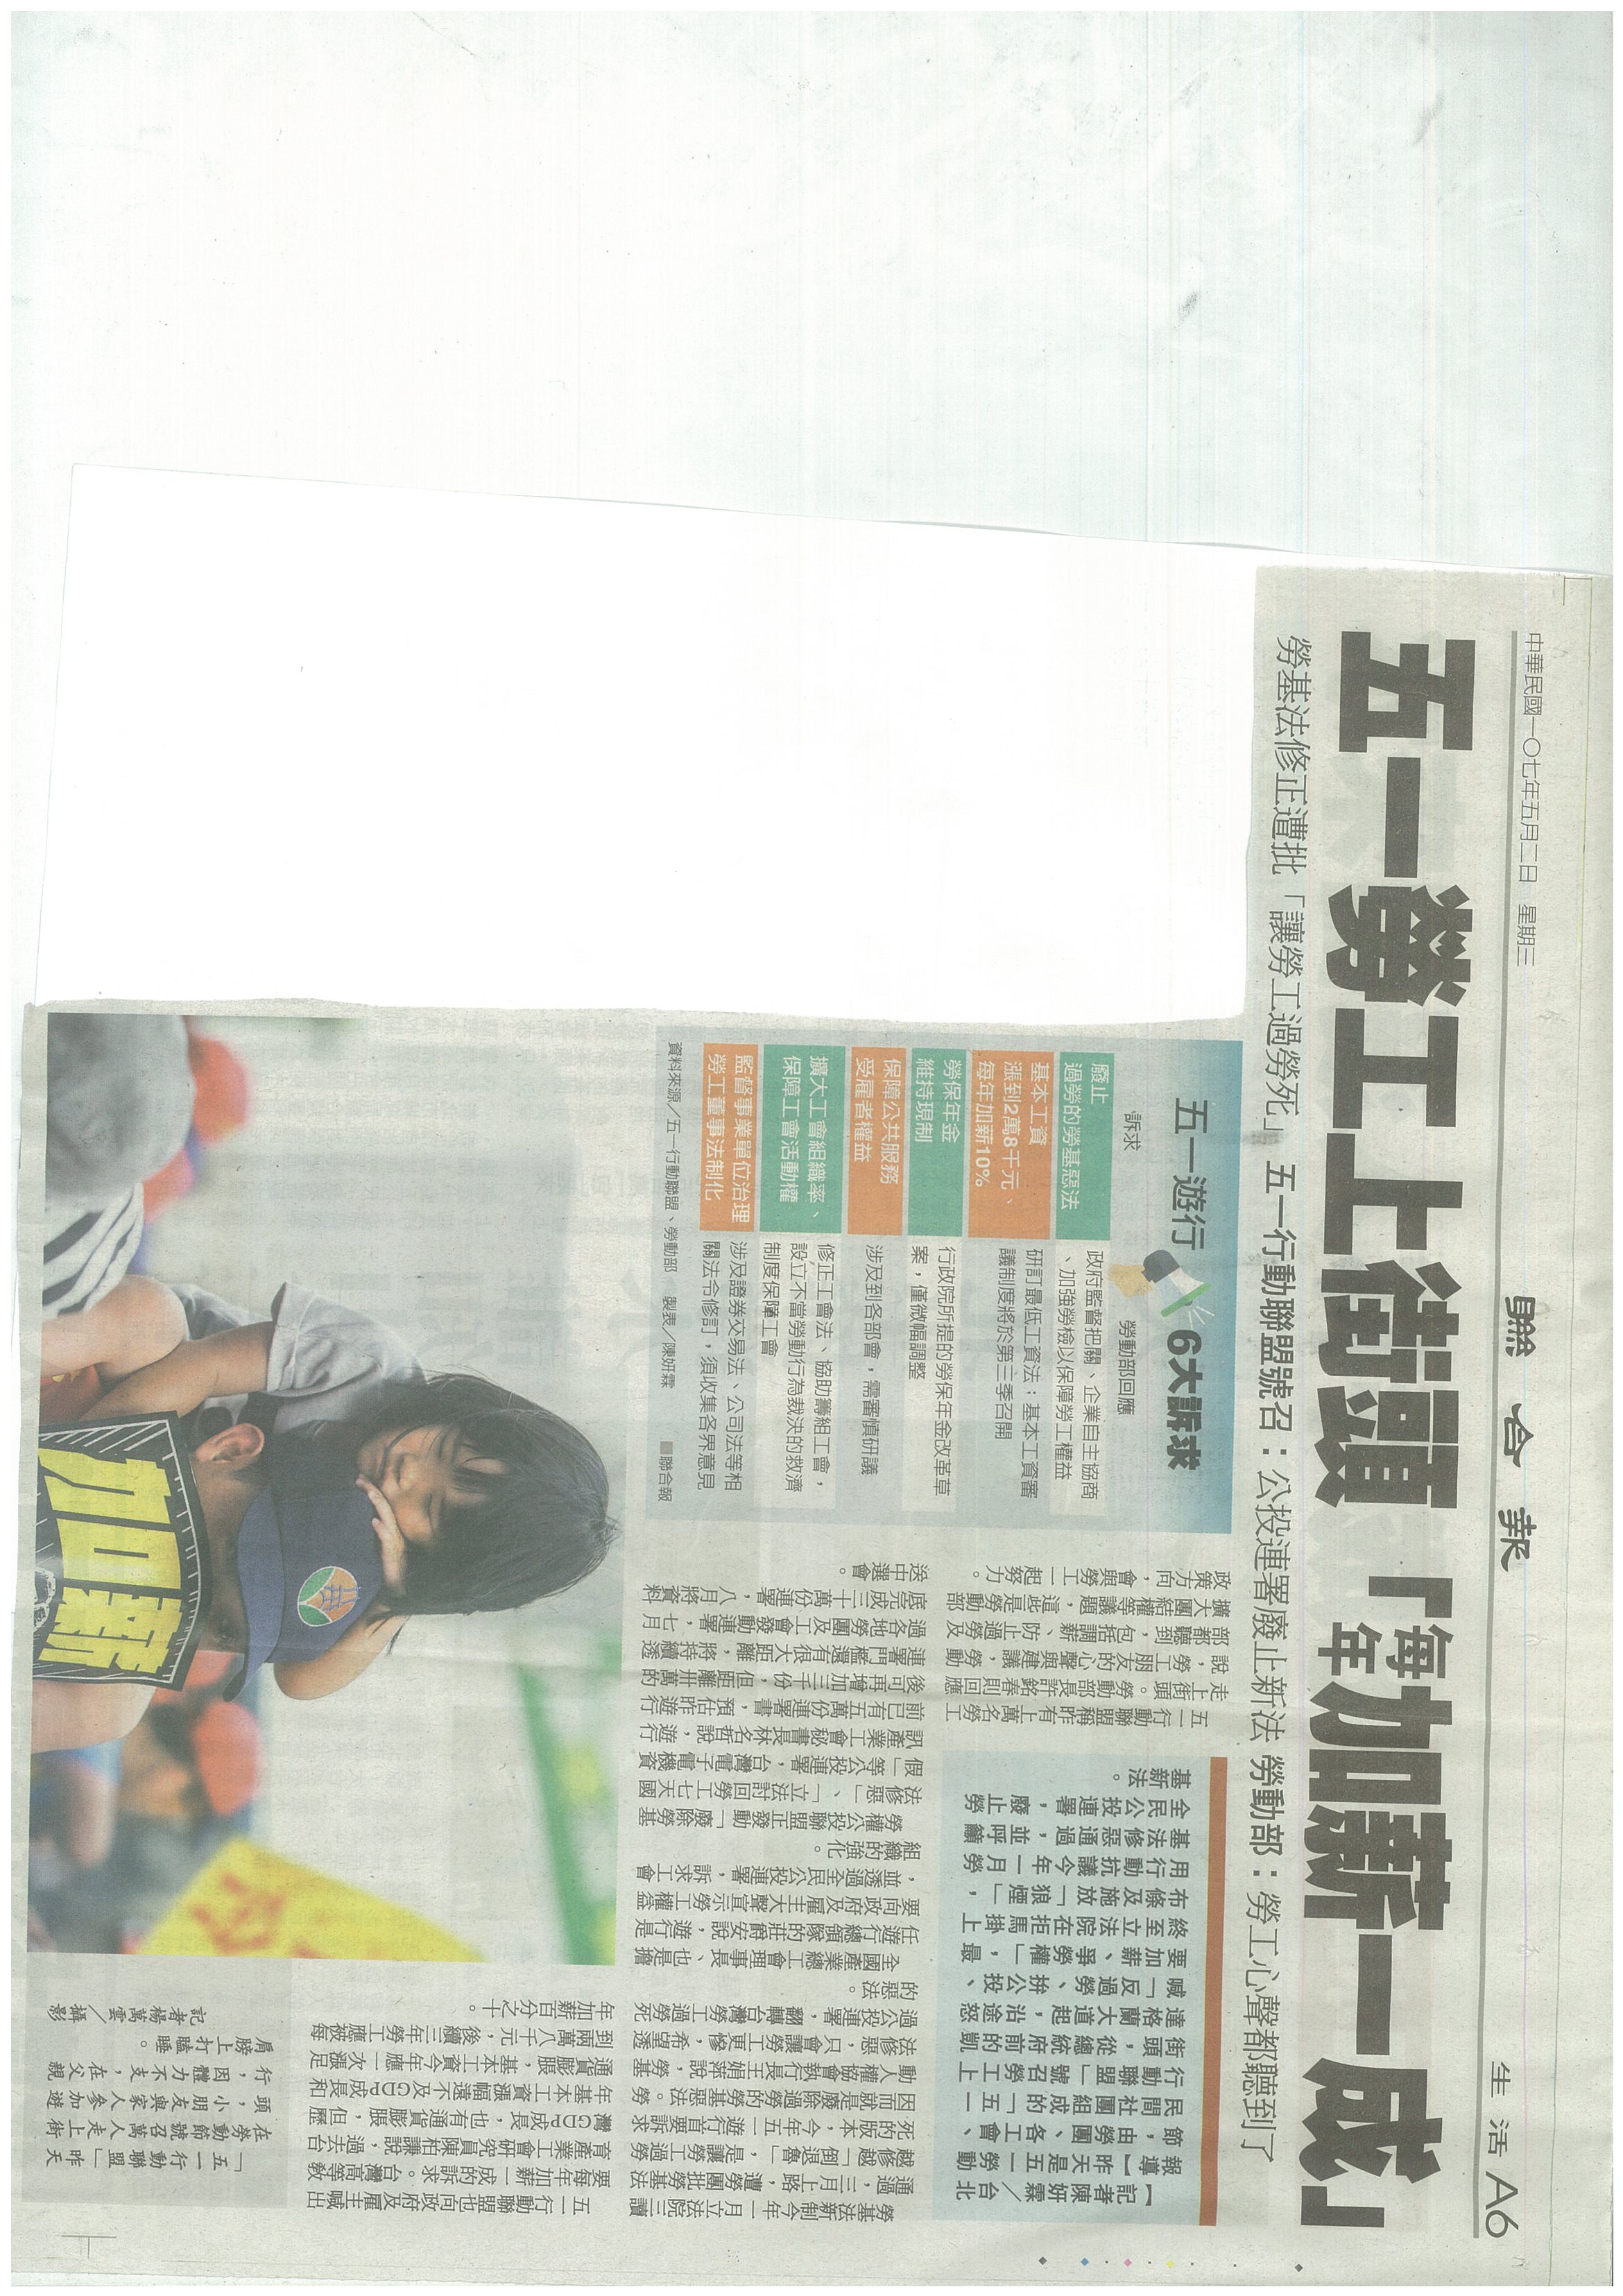 中華民國一〇七年五月二日 星期三
聯合報
生活 A6
五一勞工上街頭「每年加薪一成」
勞基法修正遭批「讓勞工過勞死」 五一行動聯盟號召：公投連署廢止新法 勞動部：勞工心聲都聽到了
【記者陳妍霖／台北
報導】昨天是五一勞動
節，由勞團、各工會、
民間社團組成的「五一
行動聯盟」號召勞工上
街頭，從總統府前的凱
達格蘭大道起，沿途怒
喊「反過勞、拚公投、
要加薪、爭勞權」，最
終至立法院在拒馬掛上
布條及施放「狼煙」，
用行動抗議今年一月勞
基法修惡通過，並呼籲
全民公投連署，廢止勞
基新法。
五一行動聯盟稱昨有上萬名勞工
走上街頭。勞動部長許銘春則回應
說，勞工朋友的心聲與建議，勞動
部都聽到，包括調薪、防止過勞及
擴大團結權等議題，這些是勞動部
政策方向，會與勞工一起努力。
勞基法新制今年一月立法院三讀
通過，三月上路，遭勞團批勞基法
越修越「倒退魯」，是讓勞工過勞
死的版本，今年五一遊行首要訴求
因而就是廢除過勞的勞基惡法。勞
動人權協會執行長王娟萍說，勞基
法修惡，只會讓勞工更慘，希望透
過公投連署，翻轉台灣勞工過勞死
的惡法。
全國產業總工會理事長、也是擔
任遊行總領隊的莊爵安說，遊行是
要向政府及雇主大聲宣示勞工權益
，並透過全民公投連署，訴求工會
組織的強化。
勞權公投聯盟正發動「廢除勞基
法修惡」、「立法討回勞工七天國
假」等公投連署，台灣電子電機資
訊產業工會秘書長林名哲說，遊行
前已有五萬份連署書，預估昨遊行
後可再增加三千份，但距離卅萬的
連署門檻還有很大距離，將持續透
過各地勞團及工會發動連署，七月
底完成三十萬份連署，八月將資料
送中選會。
五一行動聯盟也向政府及雇主喊出
要每年加薪一成的訴求。台灣高等教
育產業工會研究員陳柏謙說，過去台
灣GDP成長，也有通貨膨脹，但歷
年基本工資漲幅遠不及GDP成長和
通貨膨脹，基本工資今年應一次漲足
到兩萬八千元，後續三年勞工應被每
年加薪百分之十。
五一遊行 6大訴求
訴求
勞動部回應
廢止
過勞的勞基惡法
政府監督把關、企業自主協商
、加強勞檢以保障勞工權益
基本工資
漲到2萬8千元、
每年加薪10%
研訂最低工資法；基本工資審
議制度將於第三季召開
勞保年金
維持現制
行政院所提的勞保年金改革草
案，僅微幅調整
保障公共服務
受雇者權益
涉及到各部會，需審慎研議
擴大工會組織率、
保障工會活動權
修正工會法、協助籌組工會，
設立不當勞動行為裁決的救濟
制度保障工會
監督事業單位治理
勞工董事法制化
涉及證券交易法、公司法等相
關法令修訂，須收集各界意見
資料來源／五一行動聯盟、勞動部 製表／陳妍霖 ■聯合報
加薪
「五一行動聯盟」昨天
在勞動節號召萬人走上街
頭，小朋友與家人參加遊
行，因體力不支，在父親
肩膀上打瞌睡。
記者楊萬雲／攝影